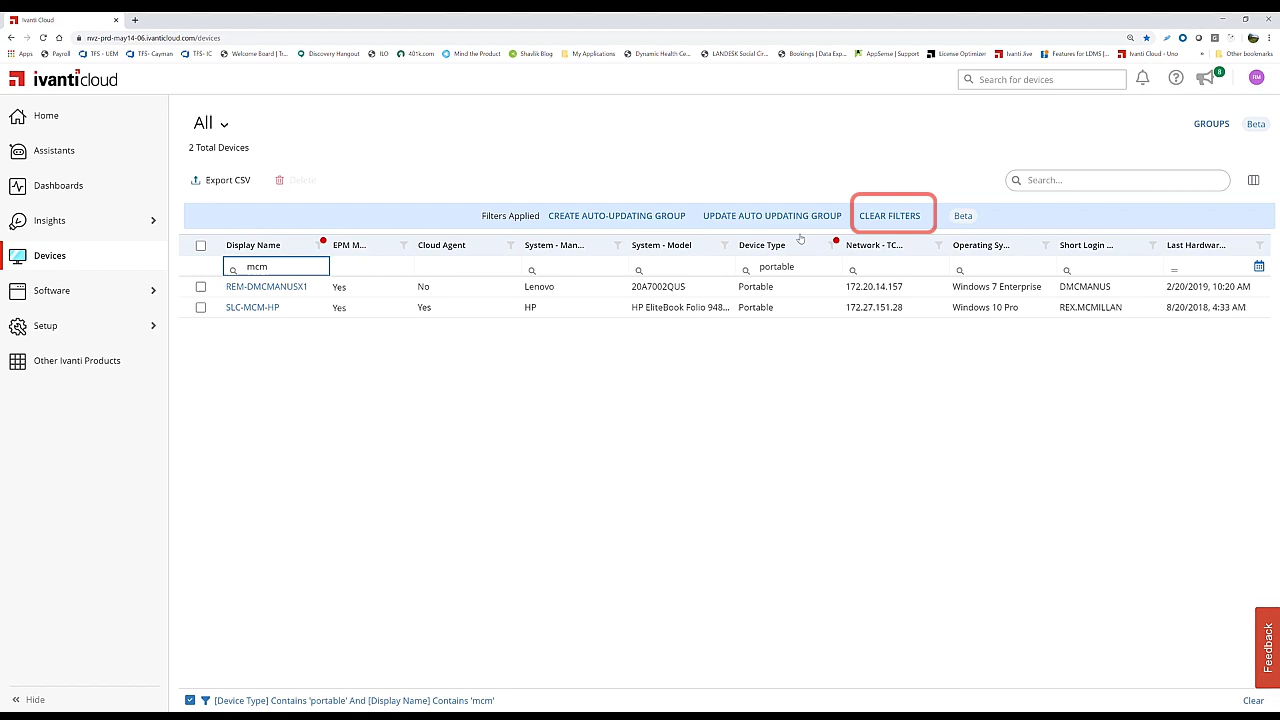 Ivanti Cloud
nvz-prd-may14-06.ivanticloud.com/devices
Apps Payroll TFS - UEM TFS- Cayman TFS- IC Welcome Board | Tr... Discovery Hangout ILO 401k.com Mind the Product Shavlik Blog My Applications Dynamic Health Ce... LANDESK Social Cir... Bookings | Data Exp... AppSense | Support License Optimizer Ivanti Jive Features for LDMS J... Ivanti Cloud - Uno » Other bookmarks
ivanticloud
Search for devices
8
RM
Home
Assistants
Dashboards
Insights
Devices
Software
Setup
Other Ivanti Products
All
GROUPS Beta
2 Total Devices
Export CSV Delete
Search...
Filters Applied CREATE AUTO-UPDATING GROUP UPDATE AUTO UPDATING GROUP CLEAR FILTERS Beta
Display Name EPM M... Cloud Agent System - Man... System - Model Device Type Network - TC... Operating Sy... Short Login ... Last Hardwar...
mcm portable =
REM-DMCMANUSX1 Yes No Lenovo 20A7002QUS Portable 172.20.14.157 Windows 7 Enterprise DMCMANUS 2/20/2019, 10:20 AM
SLC-MCM-HP Yes Yes HP HP EliteBook Folio 948... Portable 172.27.151.28 Windows 10 Pro REX.MCMILLAN 8/20/2018, 4:33 AM
Feedback
Hide
[Device Type] Contains 'portable' And [Display Name] Contains 'mcm'
Clear